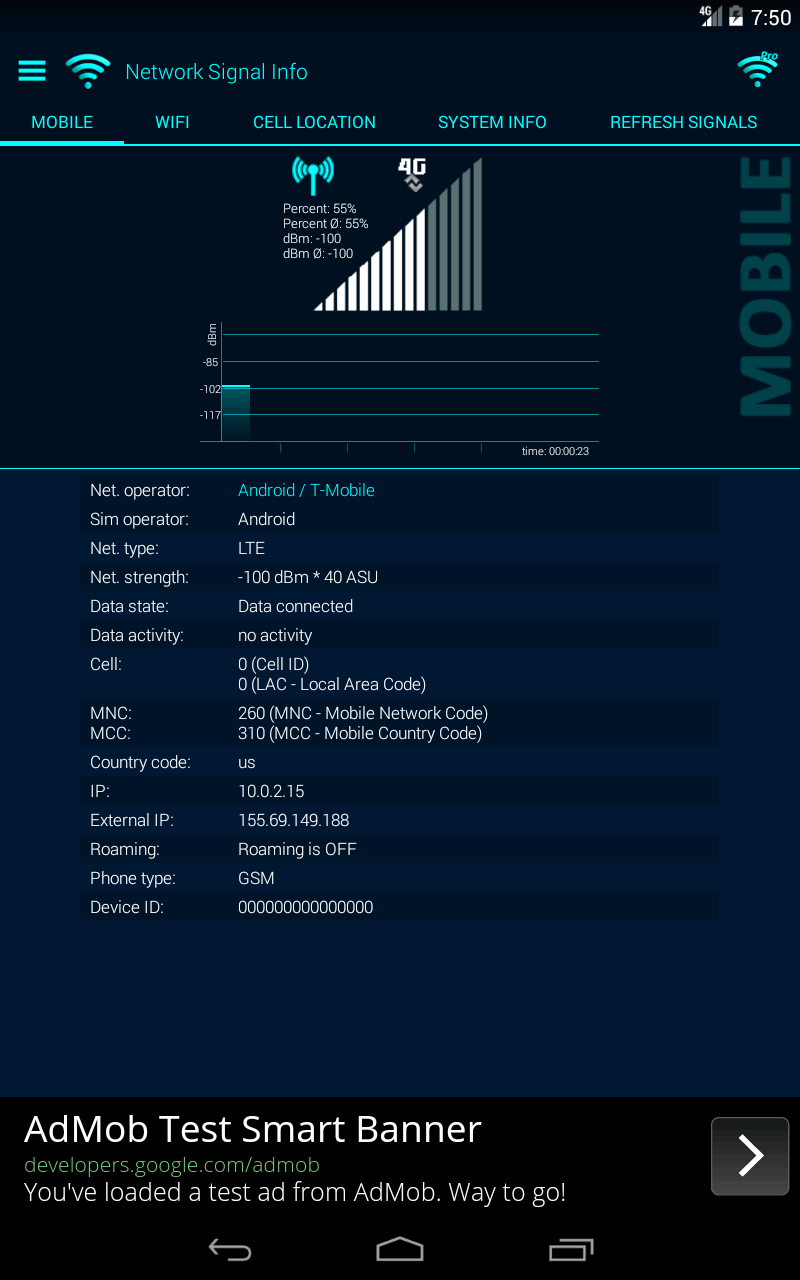 4G 7:50
Network Signal Info
Pro
MOBILE WIFI CELL LOCATION SYSTEM INFO REFRESH SIGNALS
4G
Percent: 55%
Percent Ø: 55%
dBm: -100
dBm Ø: -100
MOBILE
dBm
-85
-102
-117
time: 00:00:23
Net. operator: Android / T-Mobile
Sim operator: Android
Net. type: LTE
Net. strength: -100 dBm * 40 ASU
Data state: Data connected
Data activity: no activity
Cell: 0 (Cell ID)
0 (LAC - Local Area Code)
MNC: 260 (MNC - Mobile Network Code)
MCC: 310 (MCC - Mobile Country Code)
Country code: us
IP: 10.0.2.15
External IP: 155.69.149.188
Roaming: Roaming is OFF
Phone type: GSM
Device ID: 000000000000000
AdMob Test Smart Banner
developers.google.com/admob
You've loaded a test ad from AdMob. Way to go!